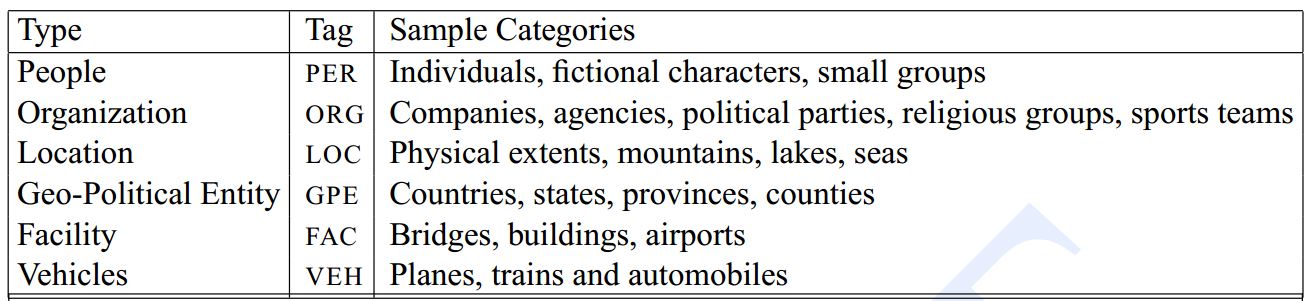 Type Tag Sample Categories
People PER Individuals, fictional characters, small groups
Organization ORG Companies, agencies, political parties, religious groups, sports teams
Location LOC Physical extents, mountains, lakes, seas
Geo-Political Entity GPE Countries, states, provinces, counties
Facility FAC Bridges, buildings, airports
Vehicles VEH Planes, trains and automobiles